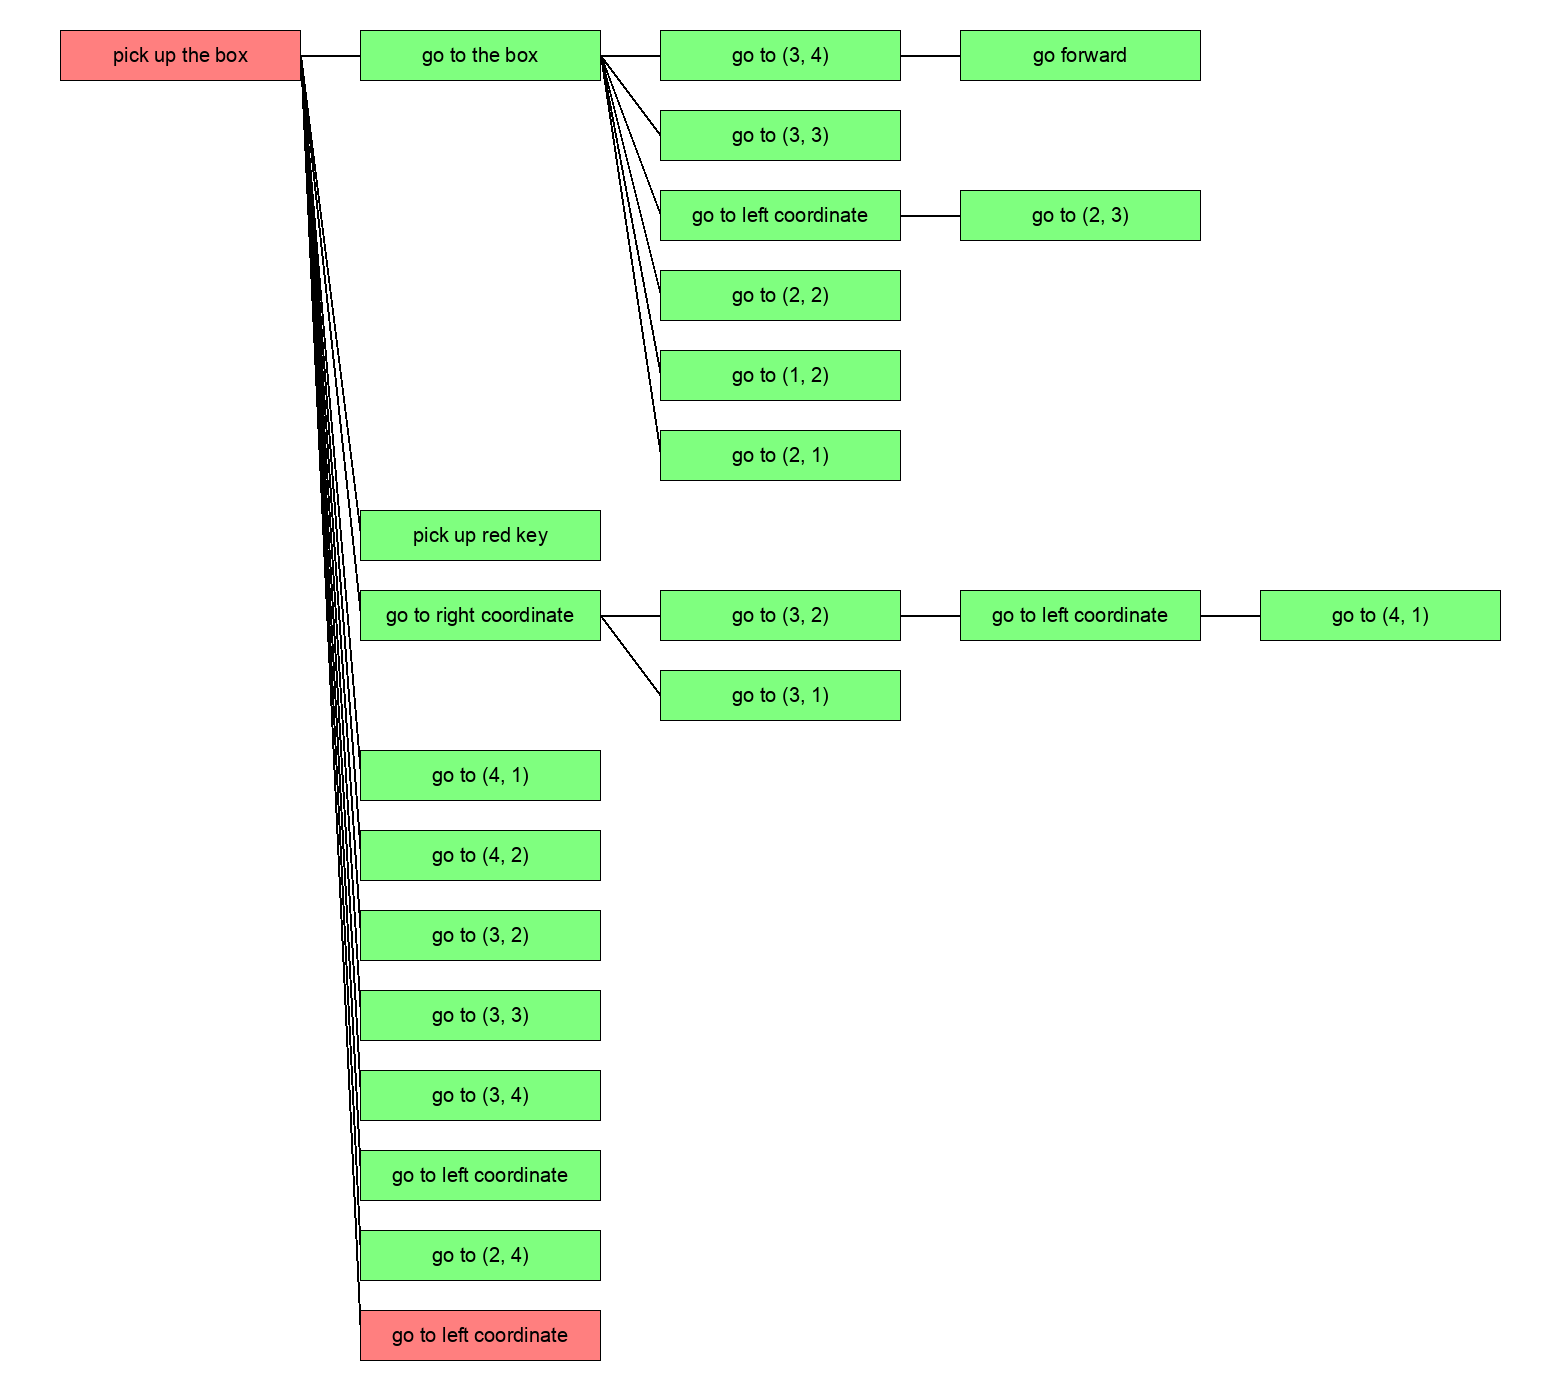 pick up the box
go to the box
go to (3, 4)
go forward
go to (3, 3)
go to left coordinate
go to (2, 3)
go to (2, 2)
go to (1, 2)
go to (2, 1)
pick up red key
go to right coordinate
go to (3, 2)
go to left coordinate
go to (4, 1)
go to (3, 1)
go to (4, 1)
go to (4, 2)
go to (3, 2)
go to (3, 3)
go to (3, 4)
go to left coordinate
go to (2, 4)
go to left coordinate